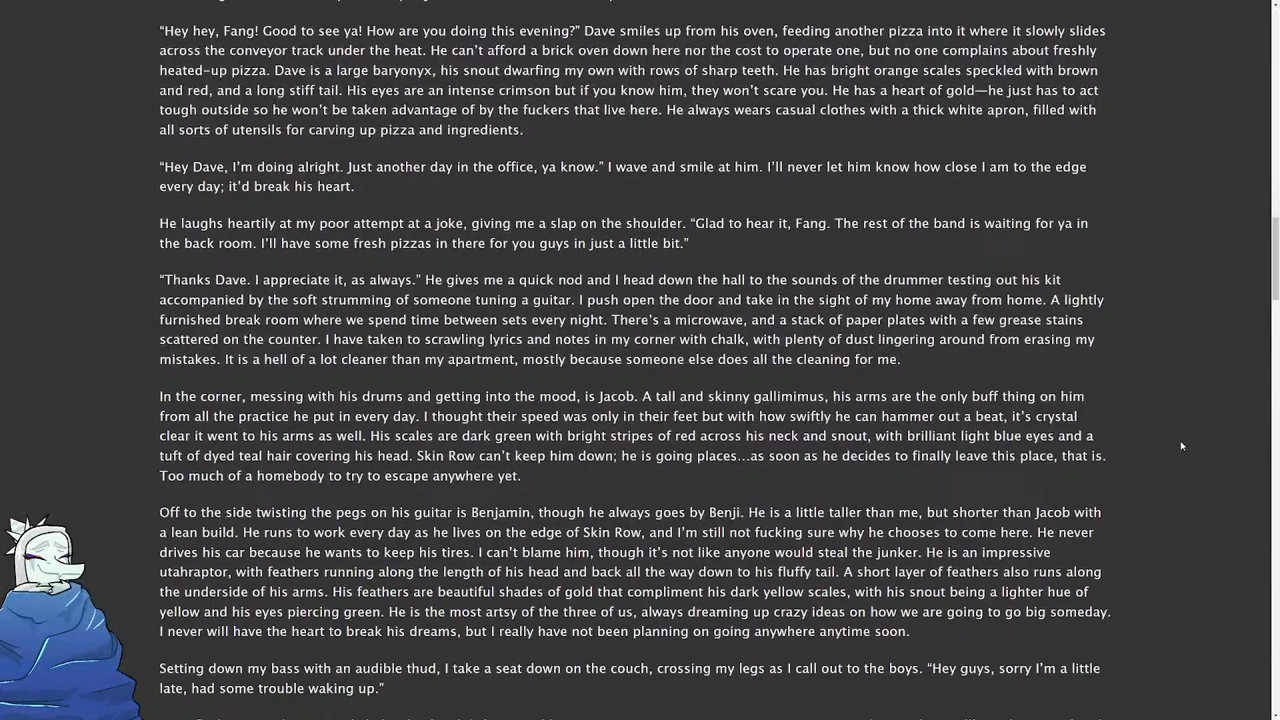 “Hey hey, Fang! Good to see ya! How are you doing this evening?” Dave smiles up from his oven, feeding another pizza into it where it slowly slides
across the conveyor track under the heat. He can’t afford a brick oven down here nor the cost to operate one, but no one complains about freshly
heated-up pizza. Dave is a large baryonyx, his snout dwarfing my own with rows of sharp teeth. He has bright orange scales speckled with brown
and red, and a long stiff tail. His eyes are an intense crimson but if you know him, they won’t scare you. He has a heart of gold—he just has to act
tough outside so he won’t be taken advantage of by the fuckers that live here. He always wears casual clothes with a thick white apron, filled with
all sorts of utensils for carving up pizza and ingredients.
“Hey Dave, I’m doing alright. Just another day in the office, ya know.” I wave and smile at him. I’ll never let him know how close I am to the edge
every day; it’d break his heart.
He laughs heartily at my poor attempt at a joke, giving me a slap on the shoulder. “Glad to hear it, Fang. The rest of the band is waiting for ya in
the back room. I’ll have some fresh pizzas in there for you guys in just a little bit.”
“Thanks Dave. I appreciate it, as always.” He gives me a quick nod and I head down the hall to the sounds of the drummer testing out his kit
accompanied by the soft strumming of someone tuning a guitar. I push open the door and take in the sight of my home away from home. A lightly
furnished break room where we spend time between sets every night. There’s a microwave, and a stack of paper plates with a few grease stains
scattered on the counter. I have taken to scrawling lyrics and notes in my corner with chalk, with plenty of dust lingering around from erasing my
mistakes. It is a hell of a lot cleaner than my apartment, mostly because someone else does all the cleaning for me.
In the corner, messing with his drums and getting into the mood, is Jacob. A tall and skinny gallimimus, his arms are the only buff thing on him
from all the practice he put in every day. I thought their speed was only in their feet but with how swiftly he can hammer out a beat, it’s crystal
clear it went to his arms as well. His scales are dark green with bright stripes of red across his neck and snout, with brilliant light blue eyes and a
tuft of dyed teal hair covering his head. Skin Row can’t keep him down; he is going places…as soon as he decides to finally leave this place, that is.
Too much of a homebody to try to escape anywhere yet.
Off to the side twisting the pegs on his guitar is Benjamin, though he always goes by Benji. He is a little taller than me, but shorter than Jacob with
a lean build. He runs to work every day as he lives on the edge of Skin Row, and I’m still not fucking sure why he chooses to come here. He never
drives his car because he wants to keep his tires. I can’t blame him, though it’s not like anyone would steal the junker. He is an impressive
utahraptor, with feathers running along the length of his head and back all the way down to his fluffy tail. A short layer of feathers also runs along
the underside of his arms. His feathers are beautiful shades of gold that compliment his dark yellow scales, with his snout being a lighter hue of
yellow and his eyes piercing green. He is the most artsy of the three of us, always dreaming up crazy ideas on how we are going to go big someday.
I never will have the heart to break his dreams, but I really have not been planning on going anywhere anytime soon.
Setting down my bass with an audible thud, I take a seat down on the couch, crossing my legs as I call out to the boys. “Hey guys, sorry I’m a little
late, had some trouble waking up.”